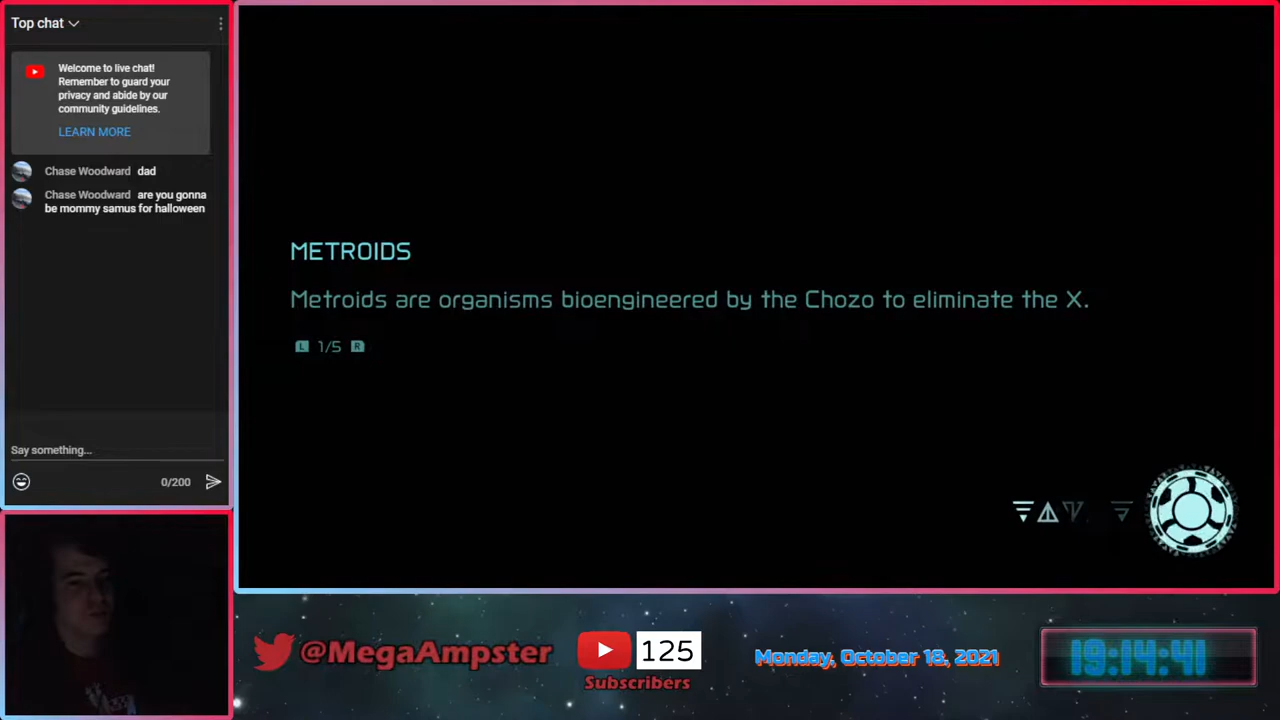 Top chat
Welcome to live chat!
Remember to guard your
privacy and abide by our
community guidelines.
LEARN MORE
Chase Woodward dad
Chase Woodward are you gonna
be mommy samus for halloween
Say something...
0/200
METROIDS
Metroids are organisms bioengineered by the Chozo to eliminate the X.
L 1/5 R
@MegaAmpster
125
Subscribers
Monday, October 18, 2021
19:14:41